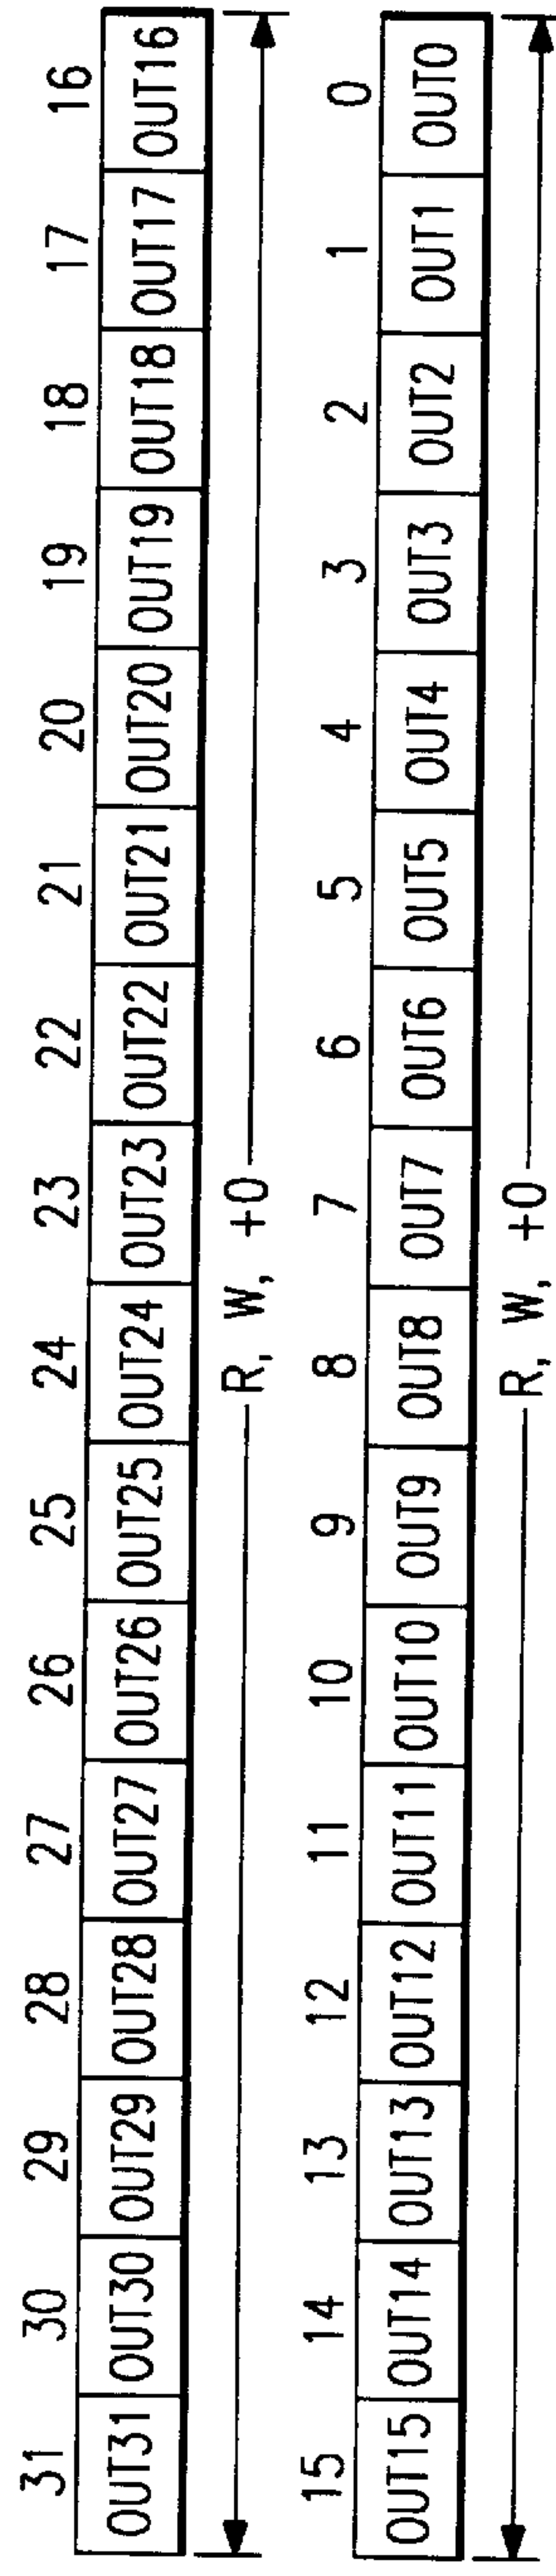 31 30 29 28 27 26 25 24 23 22 21 20 19 18 17 16
OUT31 OUT30 OUT29 OUT28 OUT27 OUT26 OUT25 OUT24 OUT23 OUT22 OUT21 OUT20 OUT19 OUT18 OUT17 OUT16
R, W, +0
15 14 13 12 11 10 9 8 7 6 5 4 3 2 1 0
OUT15 OUT14 OUT13 OUT12 OUT11 OUT10 OUT9 OUT8 OUT7 OUT6 OUT5 OUT4 OUT3 OUT2 OUT1 OUT0
R, W, +0